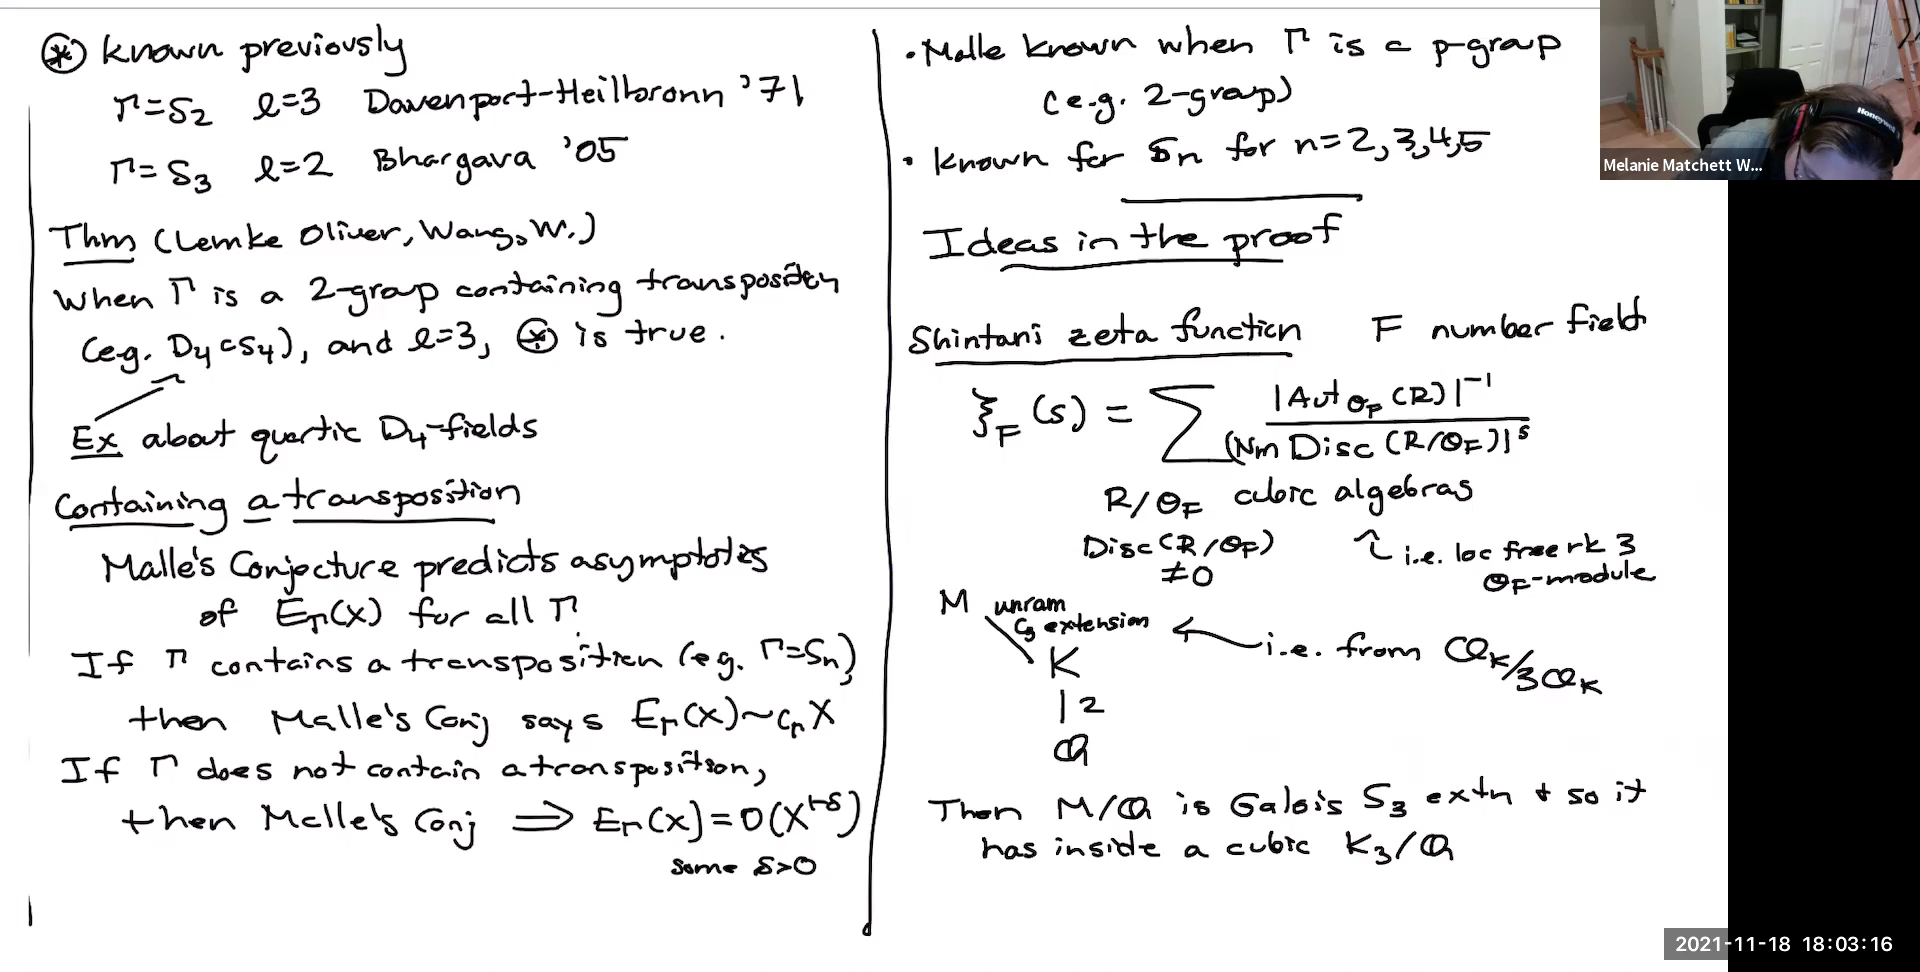 ⊛ known previously
Γ=S₂ ℓ=3 Davenport-Heilbronn '71
Γ=S₃ ℓ=2 Bhargava '05
Thm (Lemke Oliver, Wang, W.)
When Γ is a 2-group containing transposition
(e.g. D₄⊂S₄), and ℓ=3, ⊛ is true.
Ex about quartic D₄-fields
Containing a transposition
Malle's Conjecture predicts asymptotics
of E_Γ(X) for all Γ
If Γ contains a transposition (e.g. Γ=Sₙ),
then Malle's Conj says E_Γ(X)~c_Γ X
If Γ does not contain a transposition,
then Malle's Conj ⟹ E_Γ(X)=O(X^{1-δ})
some δ>0
• Malle known when Γ is a p-group
(e.g. 2-group)
• known for Sₙ for n=2,3,4,5
Ideas in the proof
Shintani zeta function F number field
ξ_F(s) = ∑ |Aut_{O_F}(R)|⁻¹
|Nm Disc(R/O_F)|^s
R/O_F cubic algebras
Disc(R/O_F) ↑ i.e. loc free rk 3
≠0 O_F-module
M unram
C₃ extension ← i.e. from Cl_K/3Cl_K
K
| 2
Q
Then M/Q is Galois S₃ extn + so it
has inside a cubic K₃/Q
Honeywell
Melanie Matchett W...
2021-11-18 18:03:16